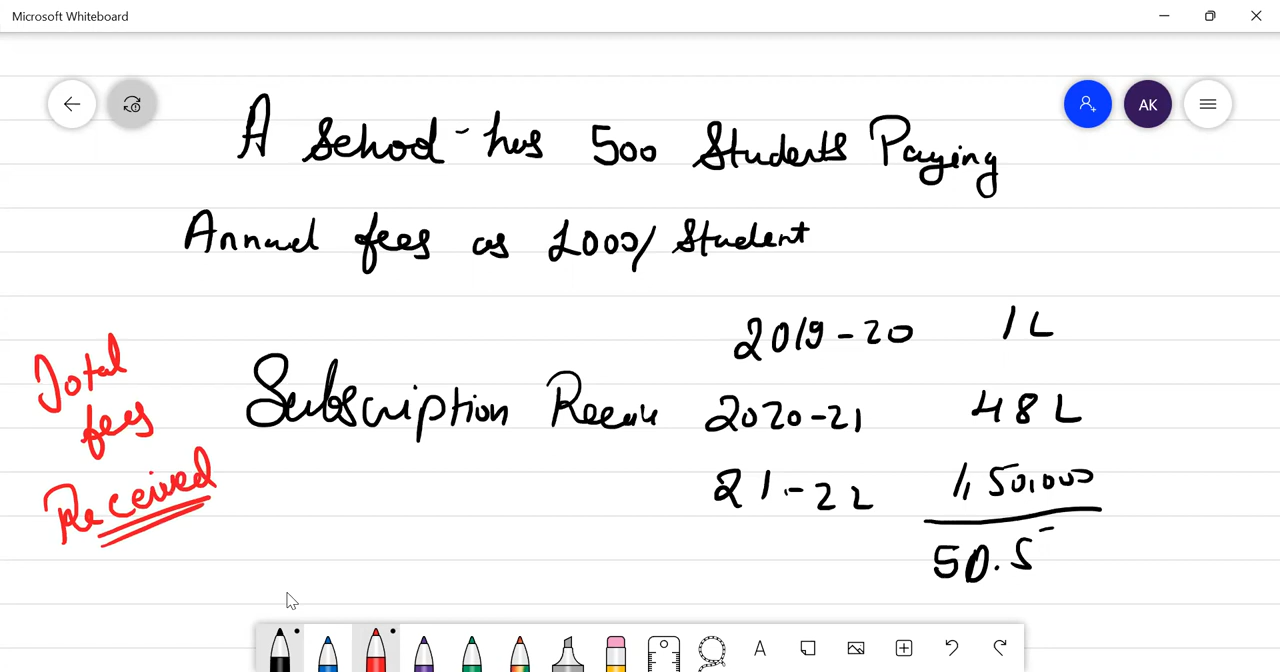 Microsoft Whiteboard
AK
A School has 500 Students Paying
Annual fees as 1000/ Student
2019-20 1L
Total fees Received
Subscription
2020-21 48L
21-22 1,50,000
50.5
A